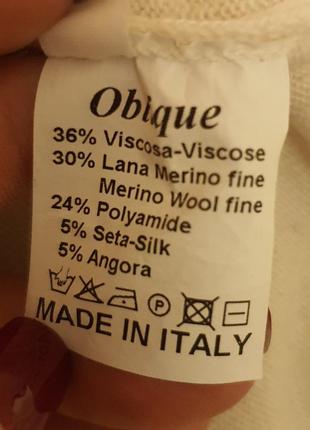 Oblique
36% Viscosa-Viscose
30% Lana Merino fine
Merino Wool fine
24% Polyamide
5% Seta-Silk
5% Angora
P
MADE IN ITALY